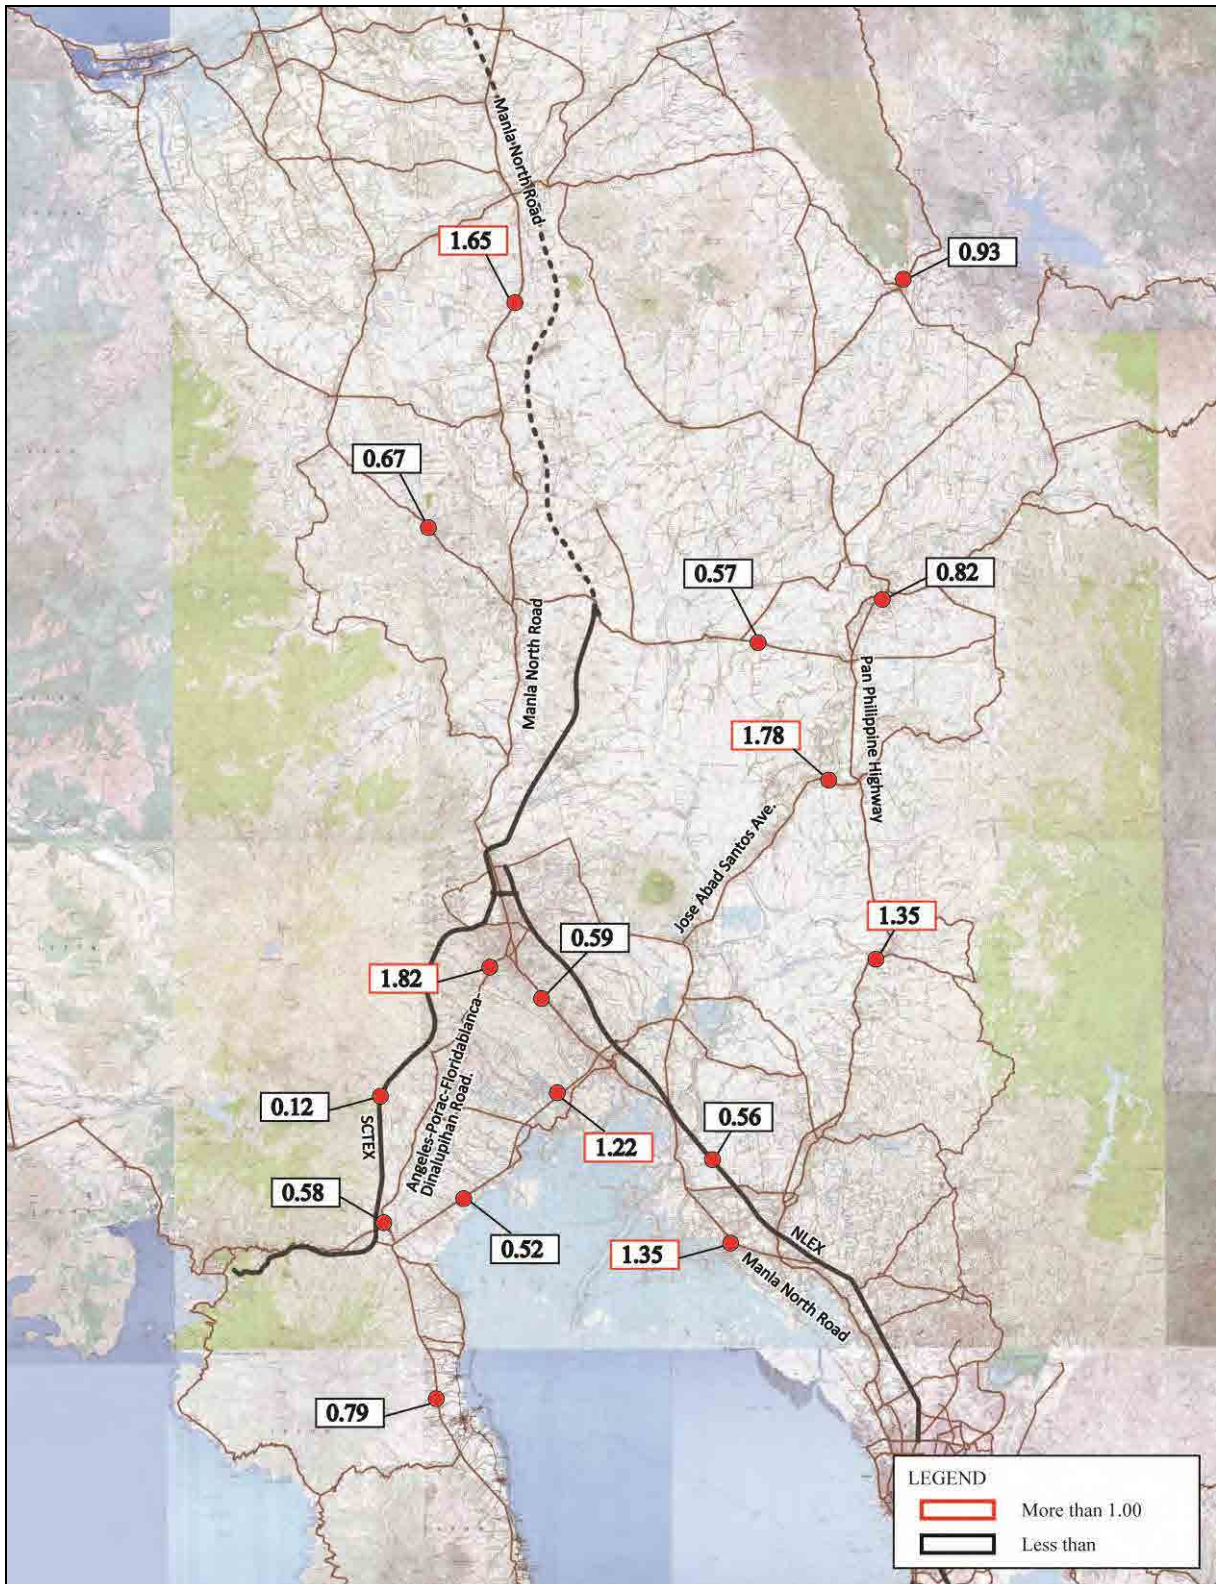 Manla North Road
1.65
0.93
0.67
0.57
0.82
Manla North Road
Pan Philippine Highway
1.78
Jose Abad Santos Ave.
1.35
0.59
1.82
Angeles-Porac-Floridablanca-
Dinalupihan Road.
0.12
SCTEX
1.22
0.56
0.58
0.52
1.35
NLEX
Manla North Road
0.79
LEGEND
More than 1.00
Less than